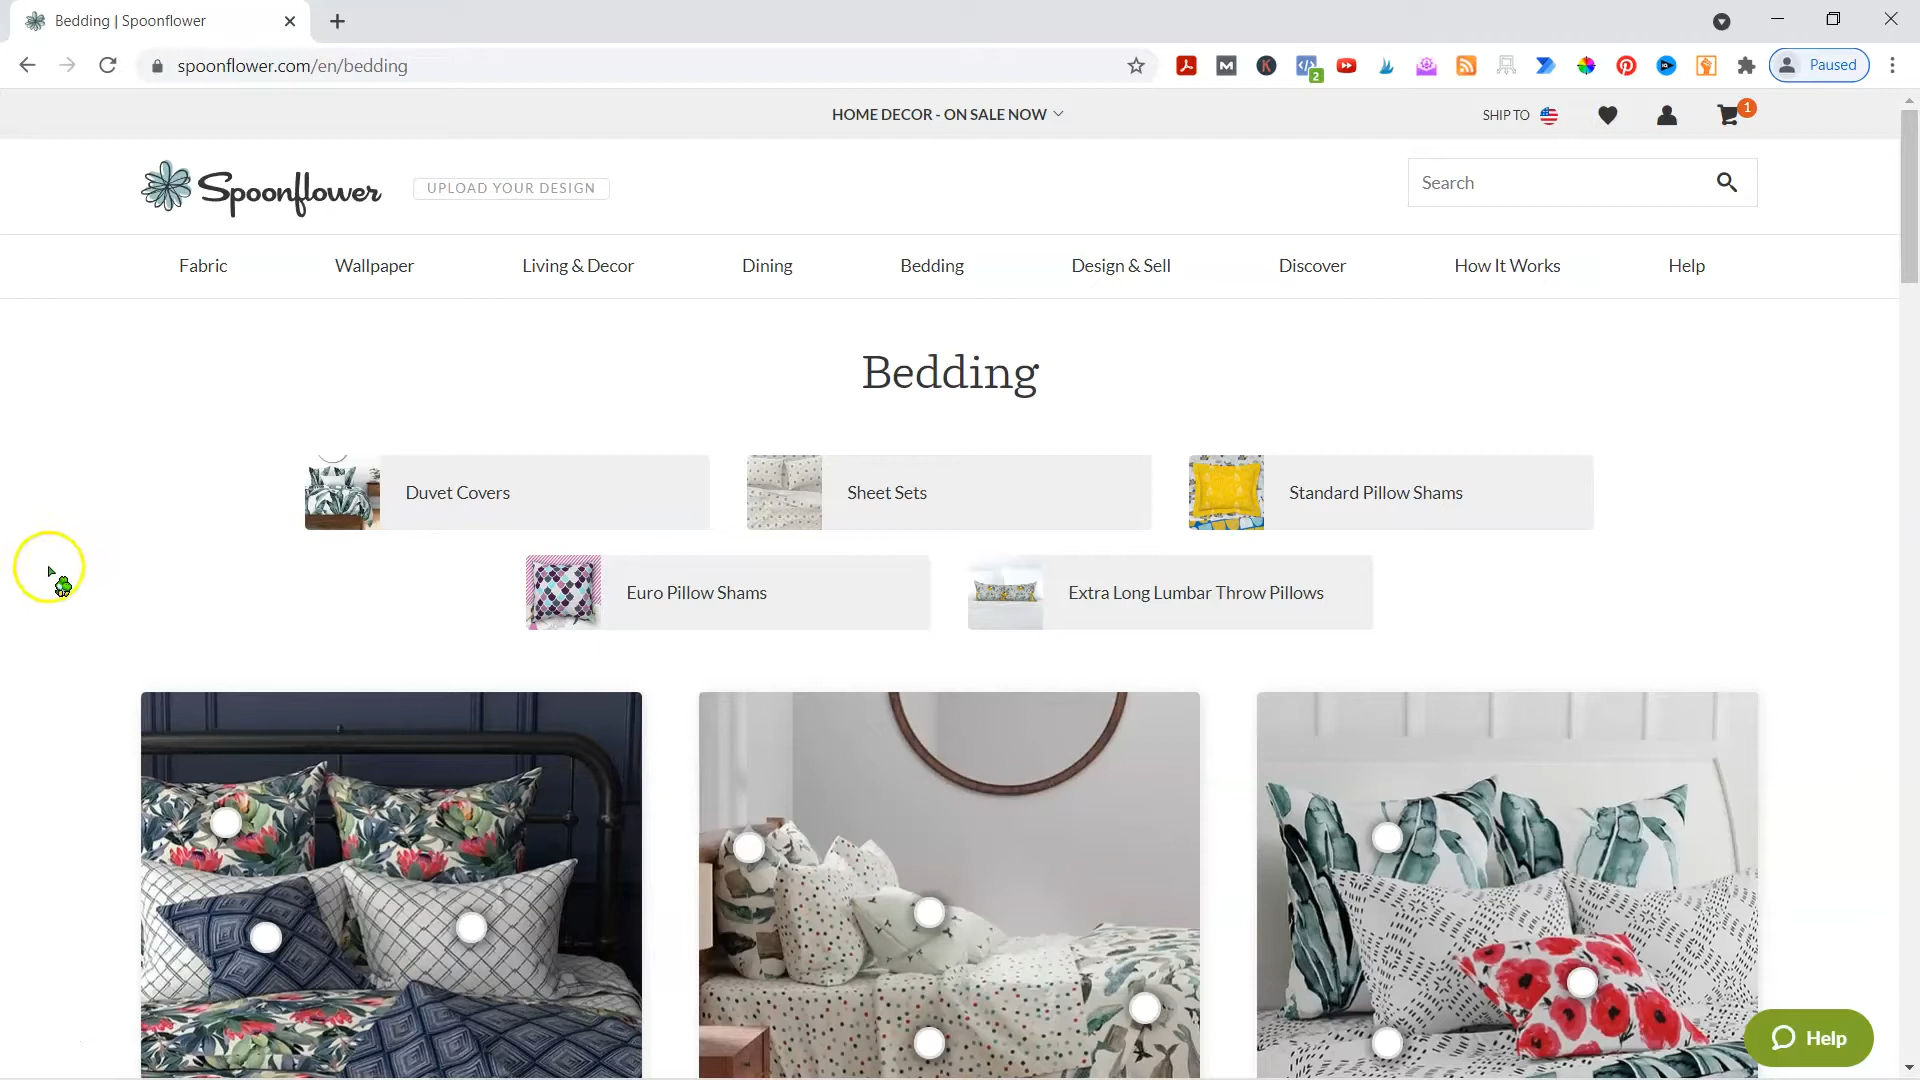 Bedding | Spoonflower
spoonflower.com/en/bedding
2
Paused
HOME DECOR - ON SALE NOW
SHIP TO
1
Spoonflower
UPLOAD YOUR DESIGN
Search
Fabric Wallpaper Living & Decor Dining Bedding Design & Sell Discover How It Works Help
Bedding
Duvet Covers
Sheet Sets
Standard Pillow Shams
Euro Pillow Shams
Extra Long Lumbar Throw Pillows
Help